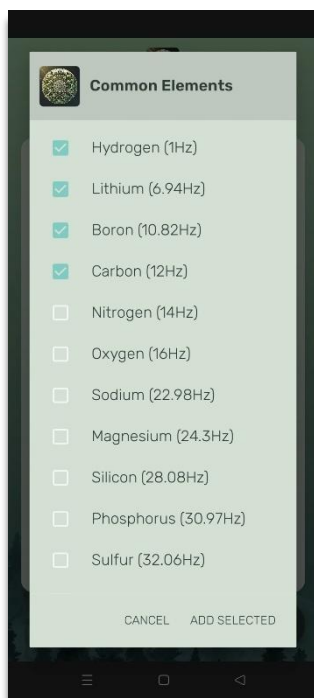 Common Elements
Hydrogen (1Hz)
Lithium (6.94Hz)
Boron (10.82Hz)
Carbon (12Hz)
Nitrogen (14Hz)
Oxygen (16Hz)
Sodium (22.98Hz)
Magnesium (24.3Hz)
Silicon (28.08Hz)
Phosphorus (30.97Hz)
Sulfur (32.06Hz)
CANCEL ADD SELECTED